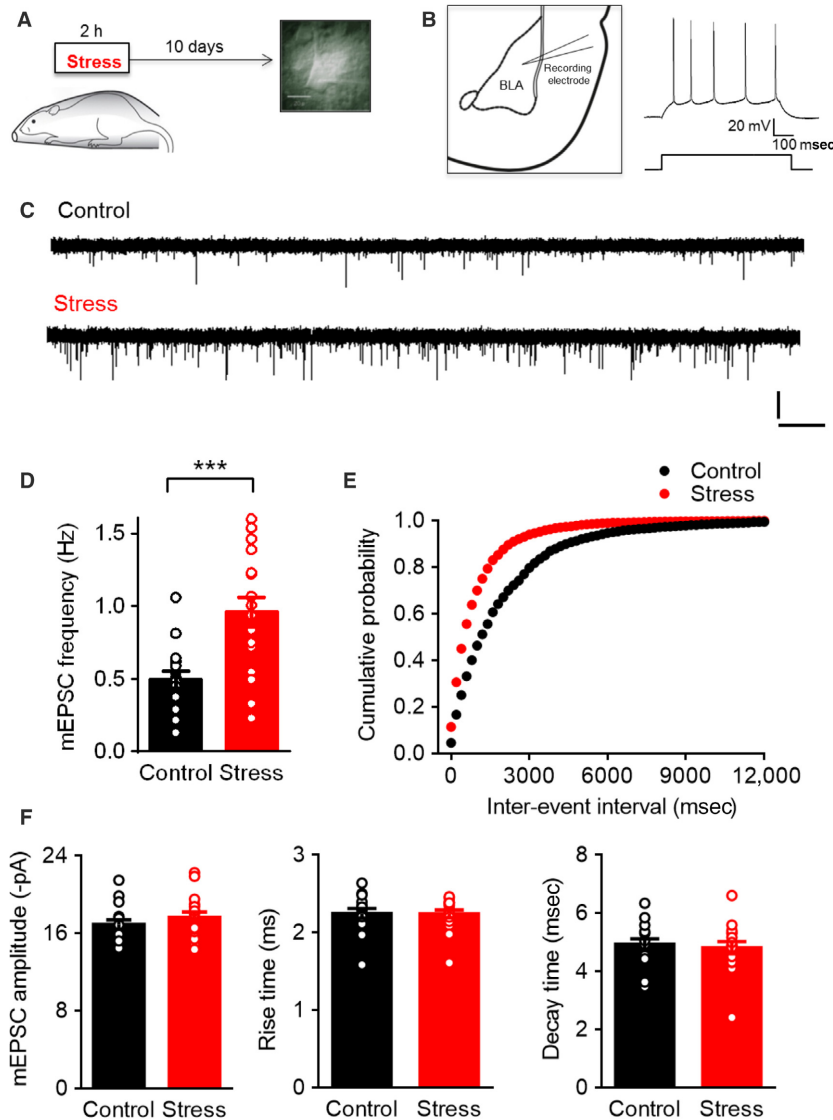 A
2 h
Stress
10 days
B
BLA
Recording
electrode
20 mV
100 msec
C
Control
Stress
D
***
mEPSC frequency (Hz)
1.5
1.0
0.5
0.0
Control Stress
E
Control
Stress
Cumulative probability
1.0
0.8
0.6
0.4
0.2
0.0
0 3000 6000 9000 12,000
Inter-event interval (msec)
F
mEPSC amplitude (-pA)
24
16
8
0
Control Stress
Rise time (ms)
3
2
1
0
Control Stress
Decay time (msec)
8
6
4
2
0
Control Stress